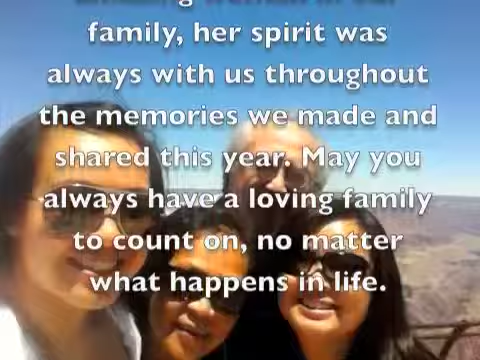 family, her spirit was
always with us throughout
the memories we made and
shared this year. May you
always have a loving family
to count on, no matter
what happens in life.